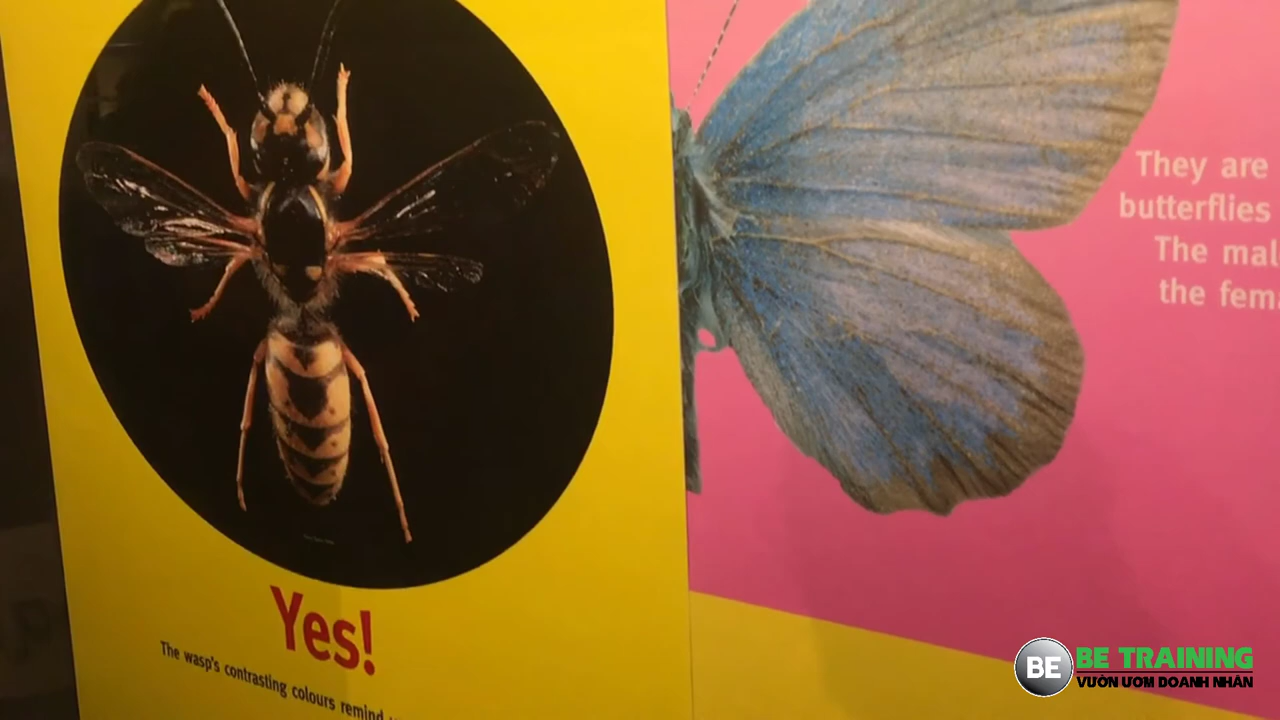 Yes!
The wasp's contrasting colours remind
They are
butterflies
The mal
the fem
BE
BE TRAINING
VƯỜN ƯƠM DOANH NHÂN